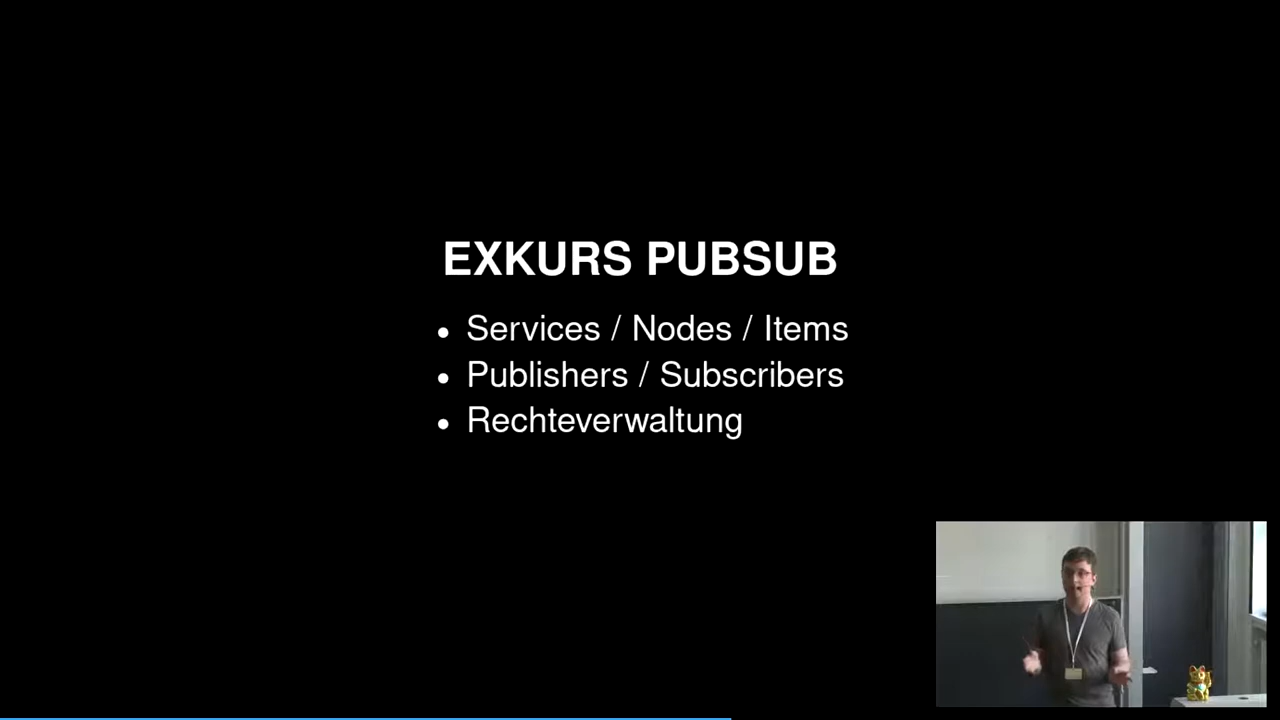 EXKURS PUBSUB
Services / Nodes / Items
Publishers / Subscribers
Rechteverwaltung